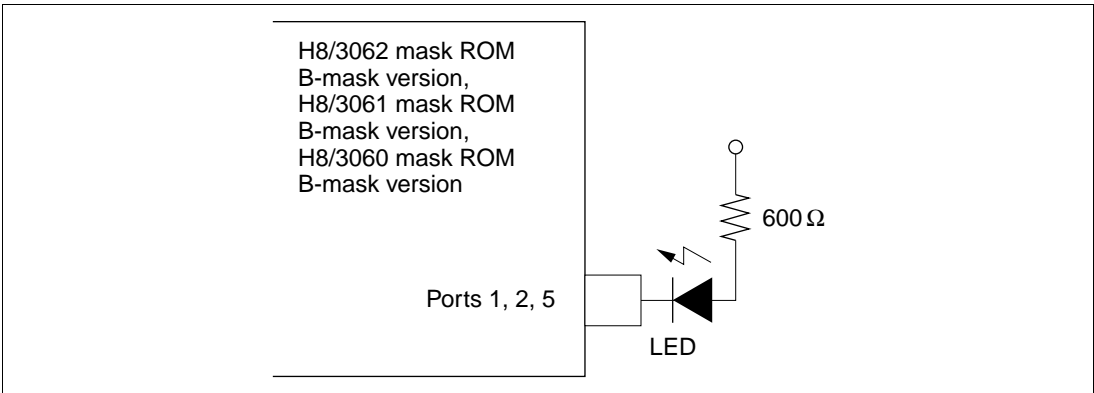 H8/3062 mask ROM
B-mask version,
H8/3061 mask ROM
B-mask version,
H8/3060 mask ROM
B-mask version
600 Ω
Ports 1, 2, 5
LED